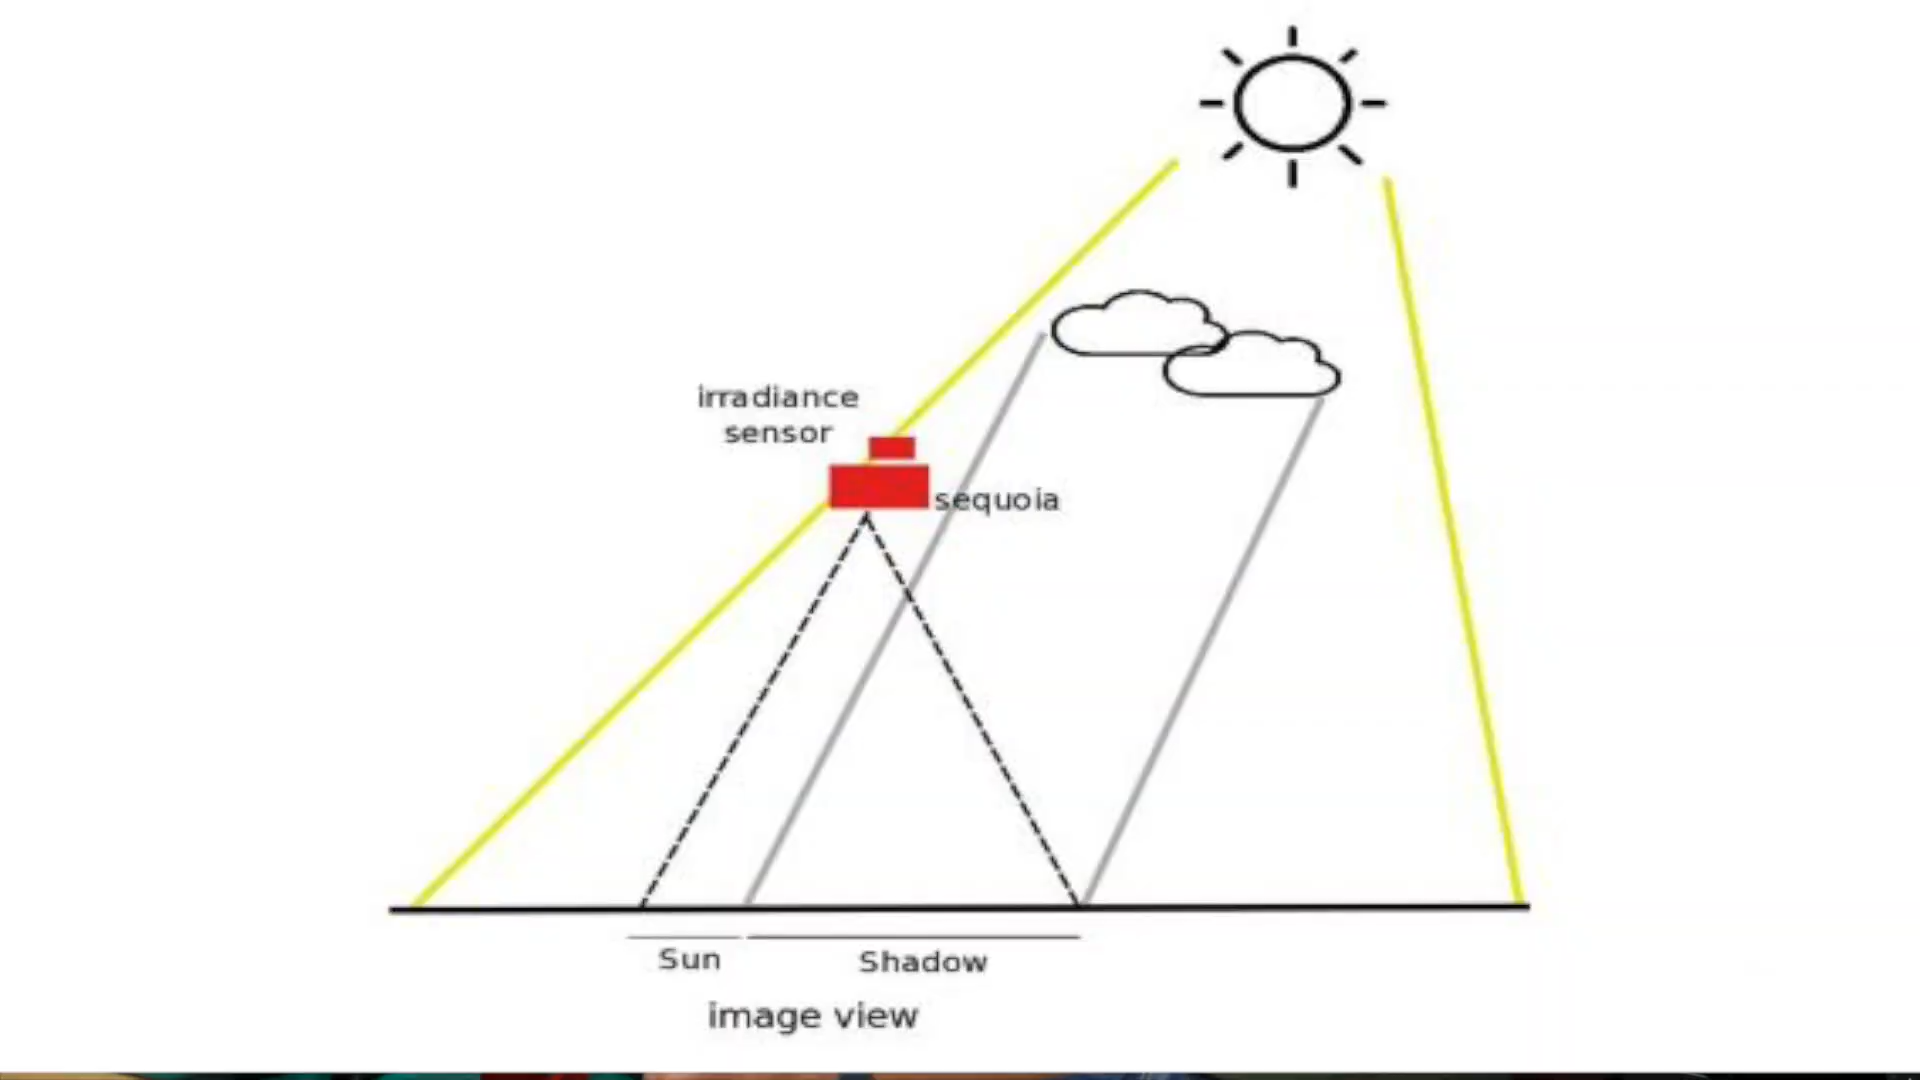 irradiance
sensor
sequoia
Sun
Shadow
image view